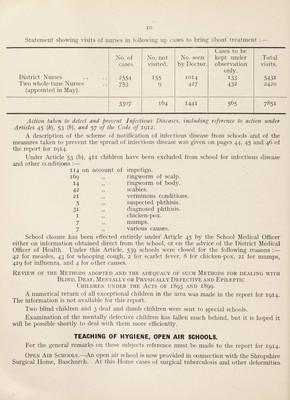 10
Statement showing visits of nurses in following up cases to bring about treatment :—
No. of cases. No. not visited. No. seen by Doctor. Cases to be kept under observation only. Total visits.
District Nurses .. .. 2554 155 1014 133 5431
Two whole-time Nurses .. 753 9 427 432 2420
(appointed in May).
3307 164 1441 565 7851
Action taken to detect and prevent Infectious Diseases, including reference to action under
Articles 45 (b), 53 (b), and 57 of the Code of 1912.
A description of the scheme of notification of infectious disease from schools and of the
measures taken to prevent the spread of infectious disease was given on pages 44, 45 and 46 of
the report for 1914.
Under Article 53 (b), 411 children have been excluded from school for infectious disease
and other conditions :—
114 on account of impetigo.
169 ,, ringworm of scalp.
14 ,, ringworm of body.
42 ,, scabies.
21 ,, verminous conditions.
5 ,, suspected phthisis.
31 ,, diagnosed phthisis.
1 ,, chicken-pox.
7 ,, mumps.
7 ,, various causes.
School closure has been effected entirely under Article 45 by the School Medical Officer
either on information obtained direct from the school, or on the advice of the District Medical
Officer of Health. Under this Article, 539 schools were closed for the following reasons :—
42 for measles, 43 for whooping cough, 2 for scarlet fever, 8 for chicken-pox, 21 for mumps,
419 for influenza, and 4 for other causes.
Review of the Methods adopted and the adequacy of such Methods for dealing with
Blind, Deaf, Mentally or Physically Defective and Epileptic
Children under the Acts of 1893 and 1899.
A numerical return of all exceptional children in the area was made in the report for 1914.
The information is not available for this report.
Two blind children and 3 deaf and dumb children were sent to special schools.
Examination of the mentally defective children has fallen much behind, but it is hoped it
will be possible shortly to deal with them more efficiently.
TEACHING OF HYGIENE, OPEN AIR SCHOOLS.
For the general remarks on these subjects reference must be made to the report for 1914.
Open Air Schools.—An open air school is now provided in connection with the Shropshire
Surgical Home, Baschurch. At this Home cases of surgical tuberculosis and other deformities